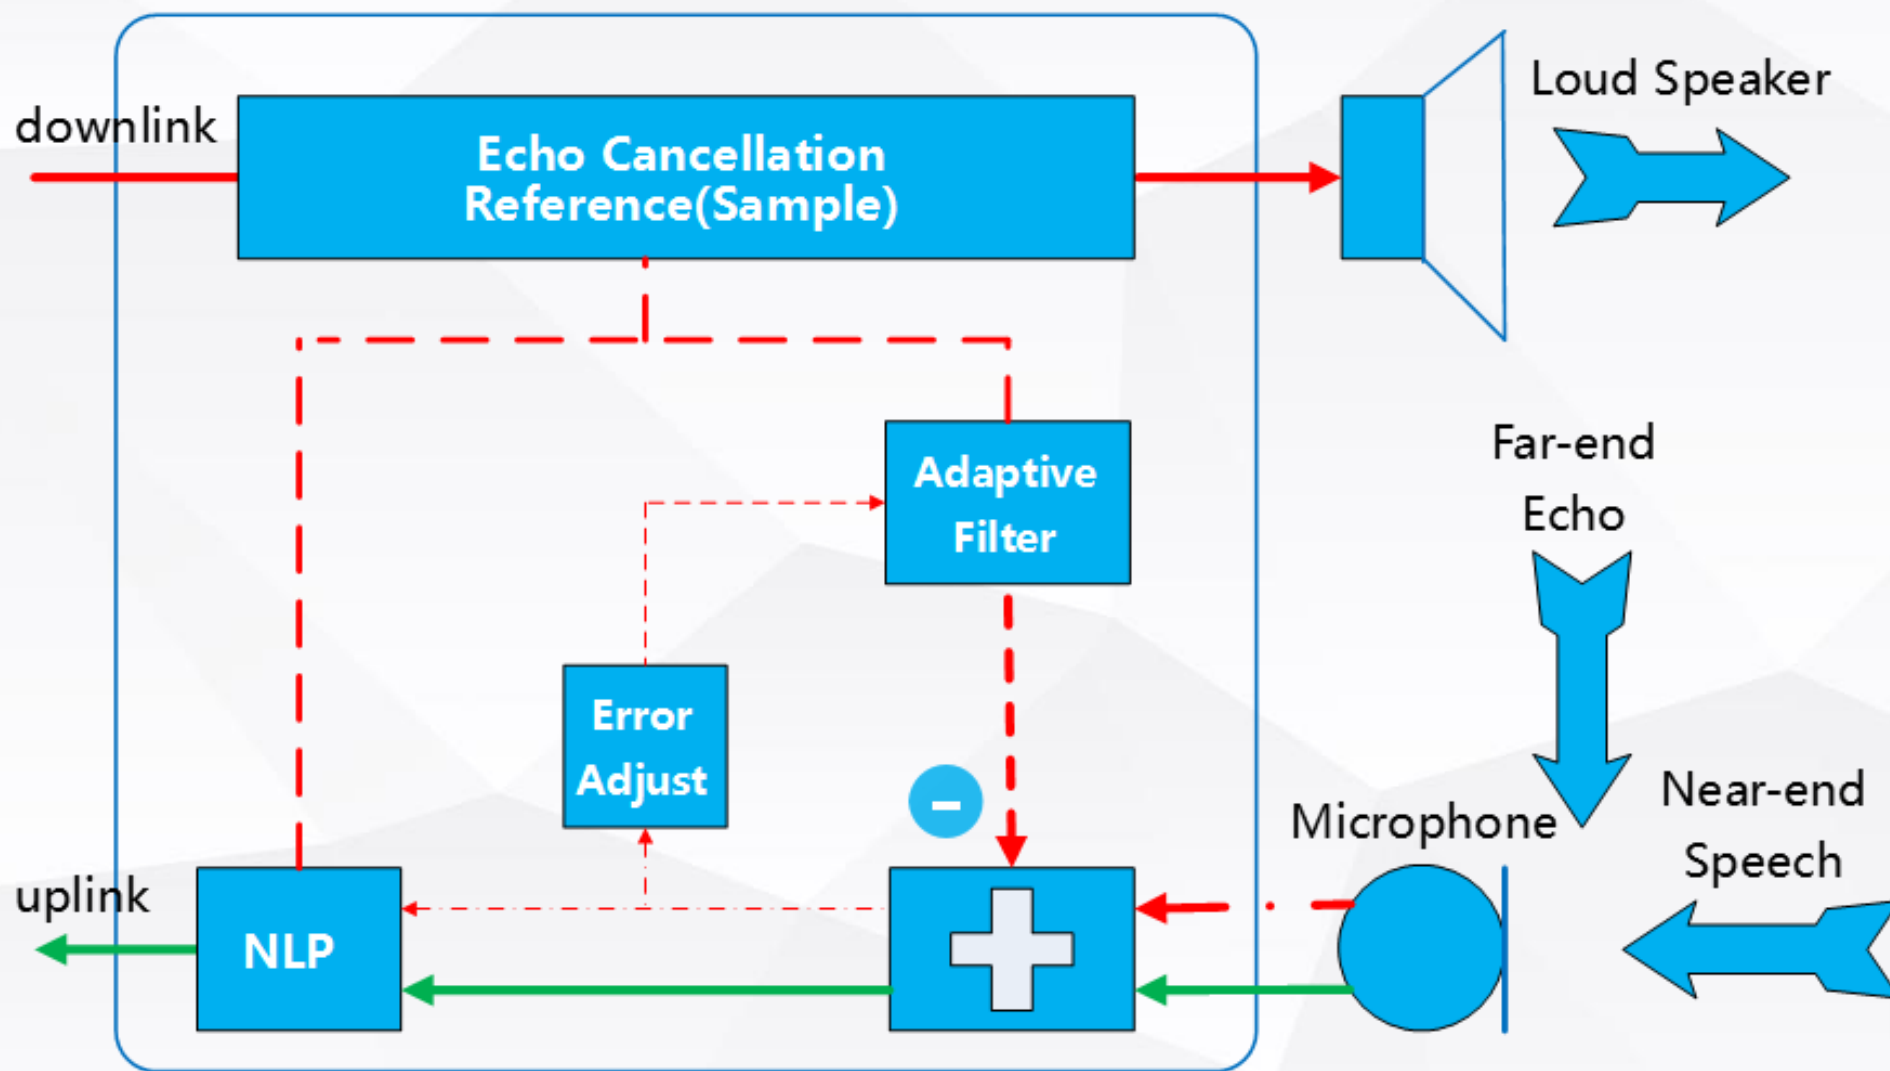 Loud Speaker
downlink
Echo Cancellation
Reference(Sample)
Far-end
Echo
Adaptive
Filter
Error
Adjust
-
Microphone
Near-end
Speech
uplink
NLP